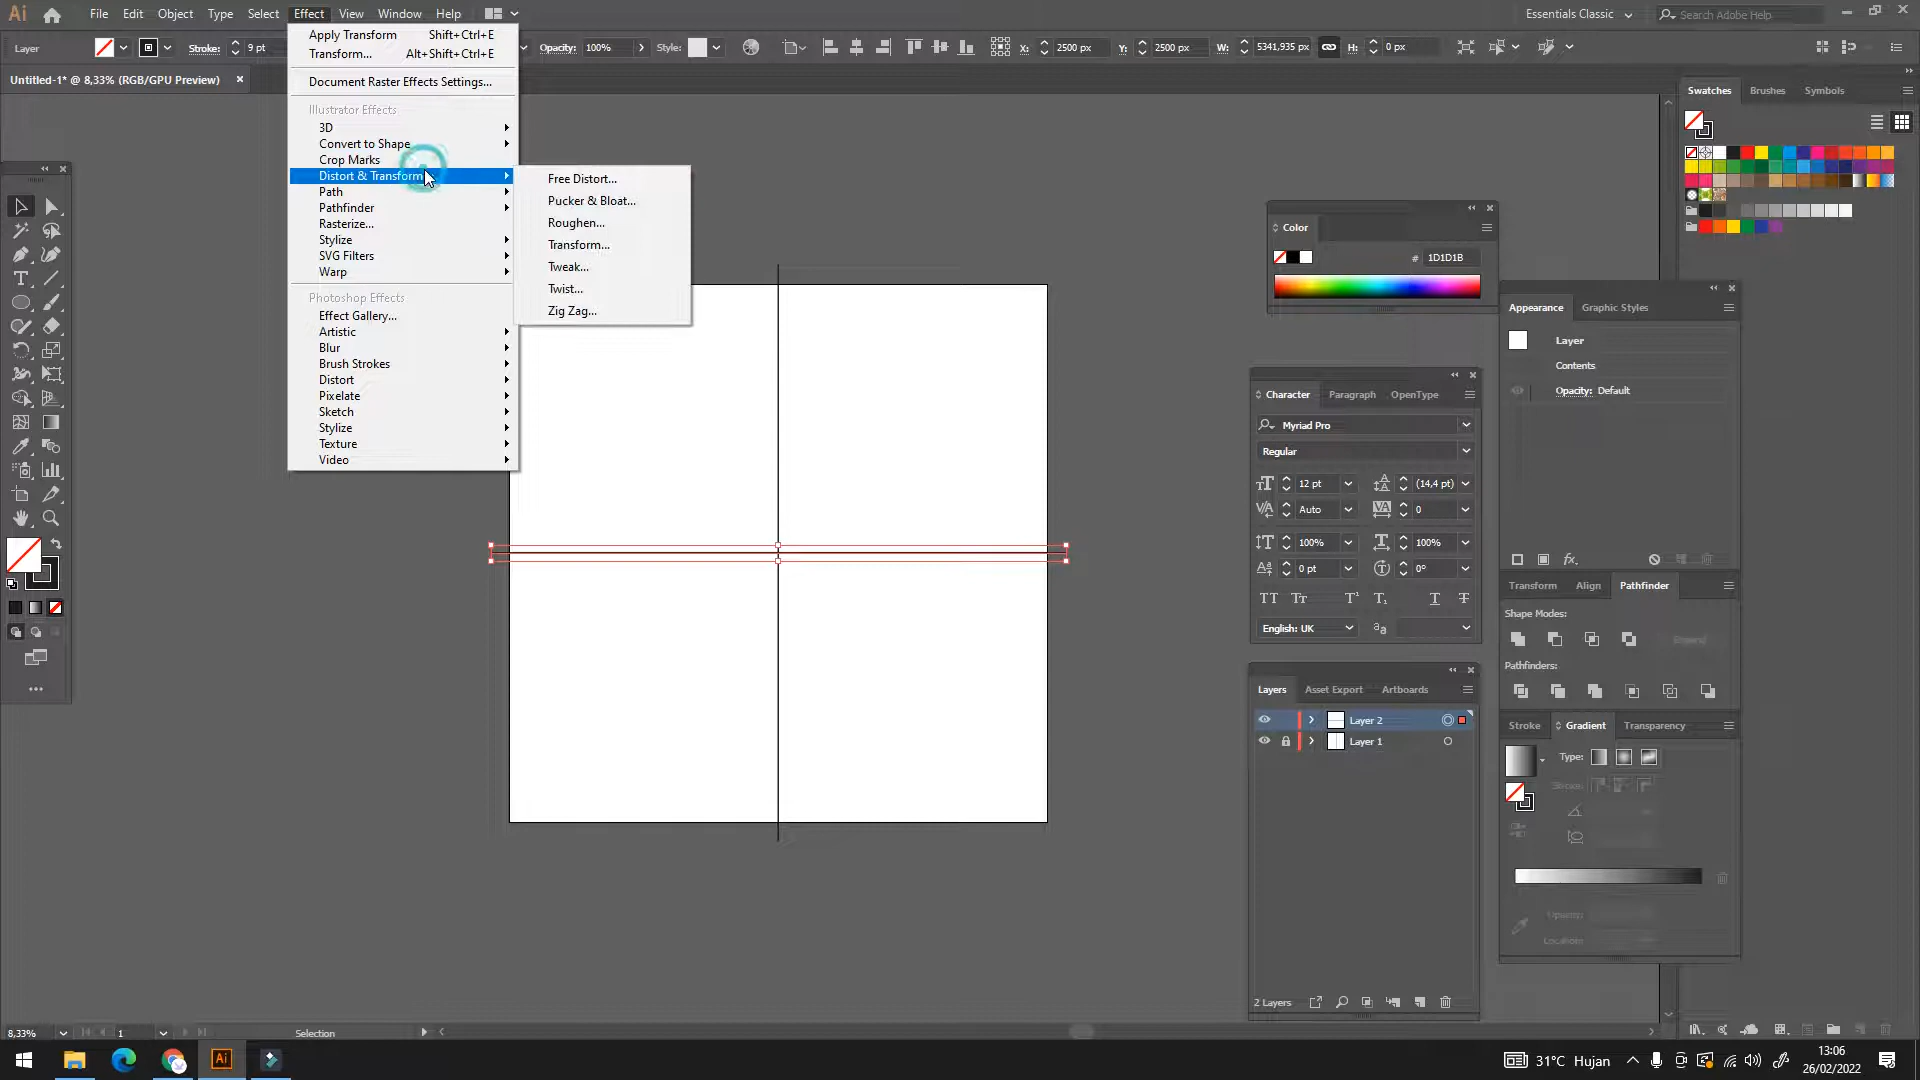 Ai File Edit Object Type Select Effect View Window Help
Essentials Classic
Search Adobe Help
Layer Stroke: 9 pt Opacity: 100% Style: X: 2500 px Y: 2500 px W: 5341,935 px H: 0 px
Untitled-1* @ 8,33% (RGB/GPU Preview)
Apply Transform Shift+Ctrl+E
Transform... Alt+Shift+Ctrl+E
Document Raster Effects Settings...
Illustrator Effects
3D
Convert to Shape
Crop Marks
Distort & Transform
Path
Pathfinder
Rasterize...
Stylize
SVG Filters
Warp
Photoshop Effects
Effect Gallery...
Artistic
Blur
Brush Strokes
Distort
Pixelate
Sketch
Stylize
Texture
Video
Free Distort...
Pucker & Bloat...
Roughen...
Transform...
Tweak...
Twist...
Zig Zag...
Swatches Brushes Symbols
Color
# 1D1D1B
Appearance Graphic Styles
Layer
Contents
Opacity: Default
Character Paragraph OpenType
Myriad Pro
Regular
12 pt (14,4 pt)
Auto 0
100% 100%
0 pt 0°
English: UK
Transform Align Pathfinder
Shape Modes:
Expand
Pathfinders:
Layers Asset Export Artboards
Layer 2
Layer 1
2 Layers
Stroke Gradient Transparency
Type:
Stroke:
Opacity:
Location:
8,33% 1 Selection
Ai
31°C Hujan
13:06
26/02/2022